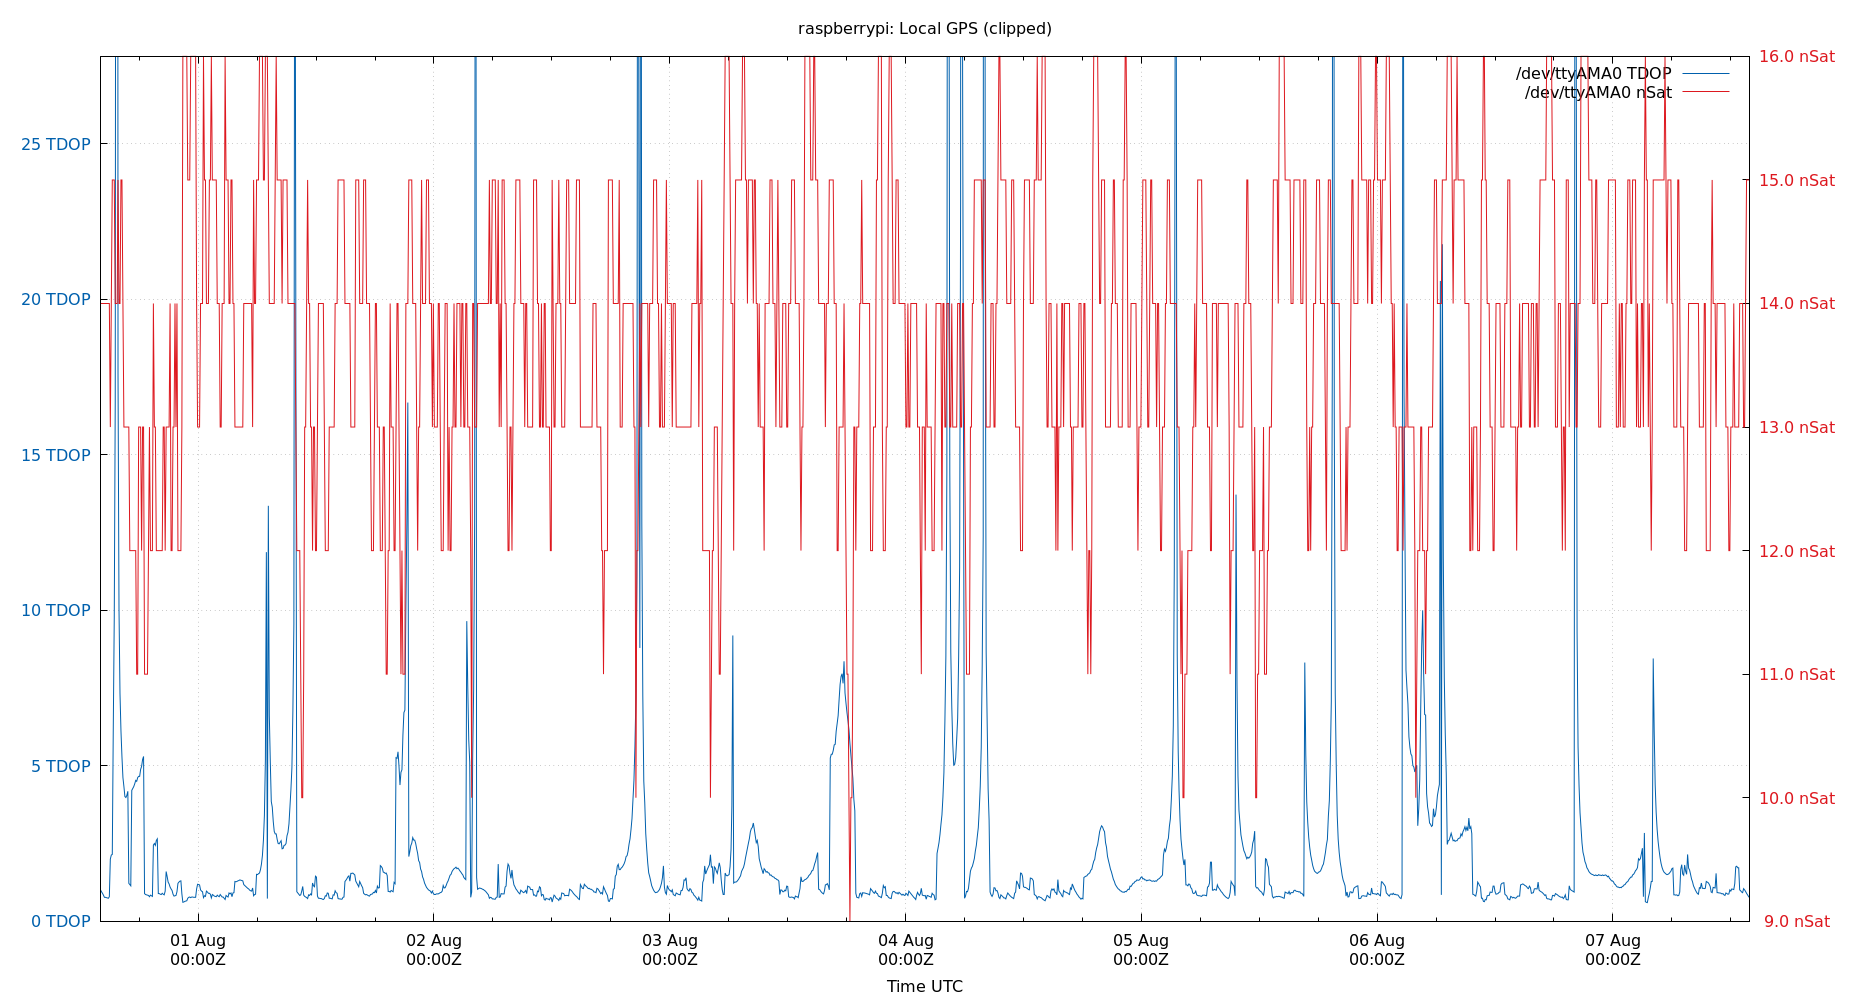 raspberrypi: Local GPS (clipped)
/dev/ttyAMA0 TDOP
/dev/ttyAMA0 nSat
25 TDOP
20 TDOP
15 TDOP
10 TDOP
5 TDOP
0 TDOP
16.0 nSat
15.0 nSat
14.0 nSat
13.0 nSat
12.0 nSat
11.0 nSat
10.0 nSat
9.0 nSat
01 Aug
00:00Z
02 Aug
00:00Z
03 Aug
00:00Z
04 Aug
00:00Z
05 Aug
00:00Z
06 Aug
00:00Z
07 Aug
00:00Z
Time UTC